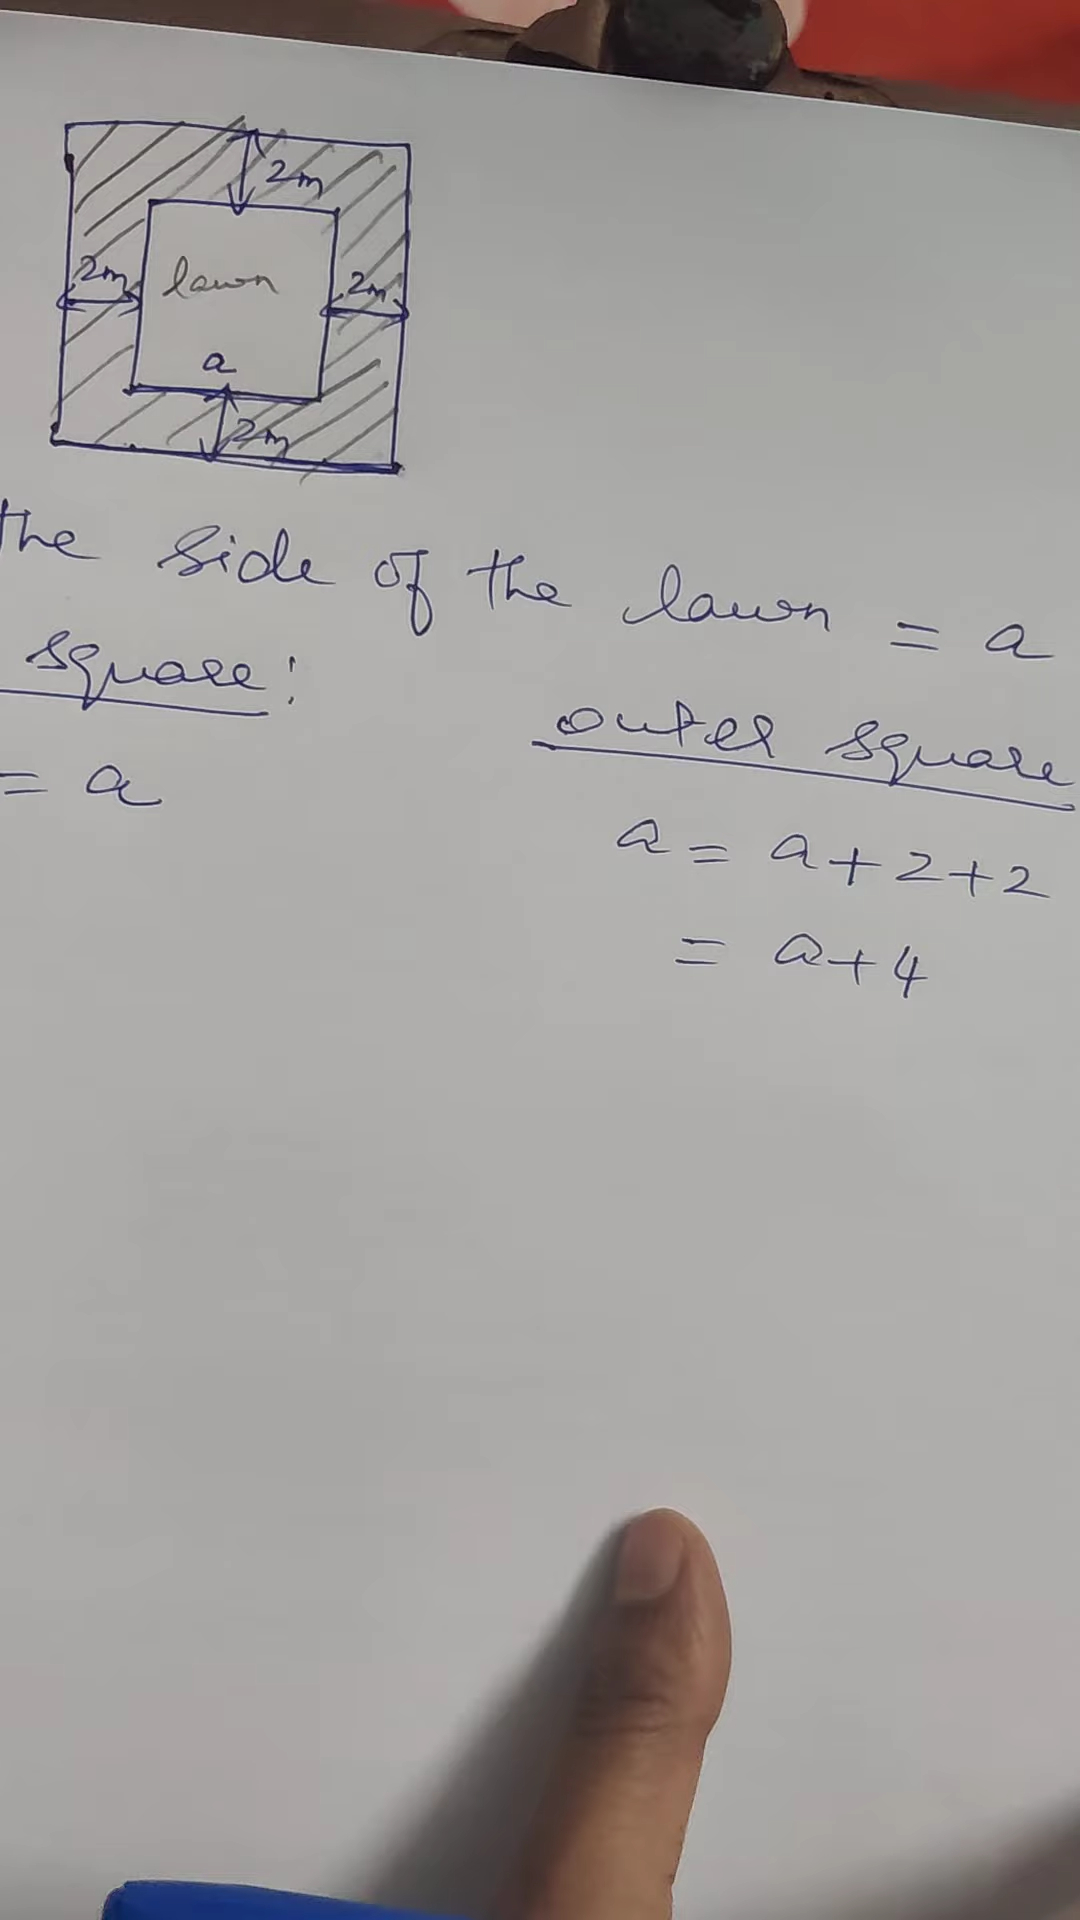 2m
2m lawn 2m
a
2m
the side of the lawn = a
square:
outer square
= a
a = a+2+2
= a+4